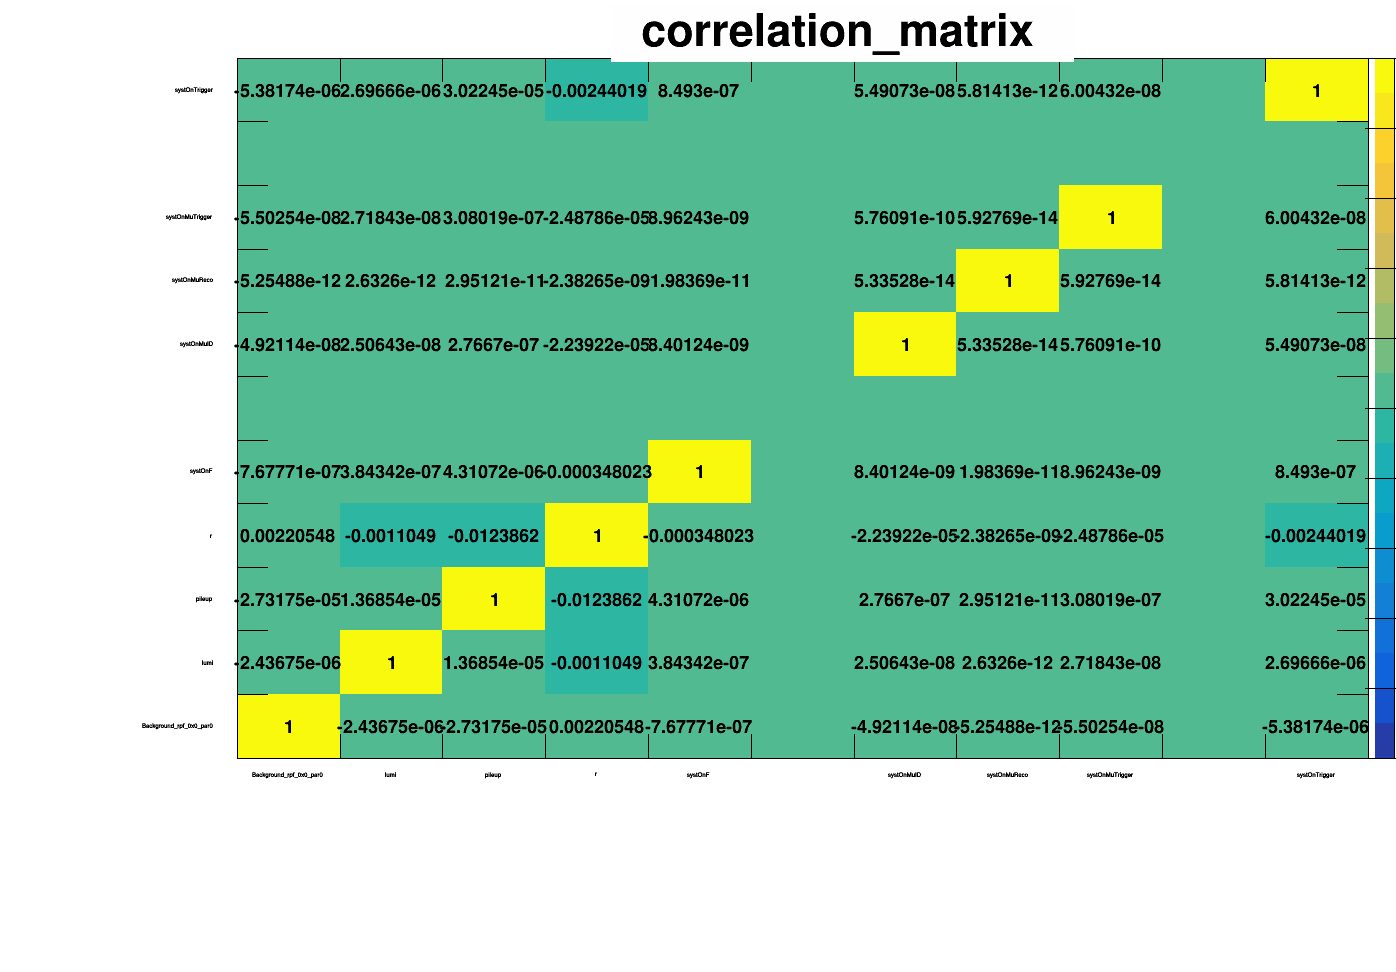 correlation_matrix
systOnTrigger -5.38174e-06 2.69666e-06 3.02245e-05 -0.00244019 8.493e-07 5.49073e-08 5.81413e-12 6.00432e-08 1
systOnMuTrigger -5.50254e-08 2.71843e-08 3.08019e-07 -2.48786e-05 8.96243e-09 5.76091e-10 5.92769e-14 1 6.00432e-08
systOnMuReco -5.25488e-12 2.6326e-12 2.95121e-11 -2.38265e-09 1.98369e-11 5.33528e-14 1 5.92769e-14 5.81413e-12
systOnMuID -4.92114e-08 2.50643e-08 2.7667e-07 -2.23922e-05 8.40124e-09 1 5.33528e-14 5.76091e-10 5.49073e-08
systOnF -7.67771e-07 3.84342e-07 4.31072e-06 -0.000348023 1 8.40124e-09 1.98369e-11 8.96243e-09 8.493e-07
r 0.00220548 -0.0011049 -0.0123862 1 -0.000348023 -2.23922e-05 -2.38265e-09 -2.48786e-05 -0.00244019
pileup -2.73175e-05 1.36854e-05 1 -0.0123862 4.31072e-06 2.7667e-07 2.95121e-11 3.08019e-07 3.02245e-05
lumi -2.43675e-06 1 1.36854e-05 -0.0011049 3.84342e-07 2.50643e-08 2.6326e-12 2.71843e-08 2.69666e-06
Background_rpf_0x0_par0 1 -2.43675e-06 -2.73175e-05 0.00220548 -7.67771e-07 -4.92114e-08 -5.25488e-12 -5.50254e-08 -5.38174e-06
Background_rpf_0x0_par0 lumi pileup r systOnF systOnMuID systOnMuReco systOnMuTrigger systOnTrigger